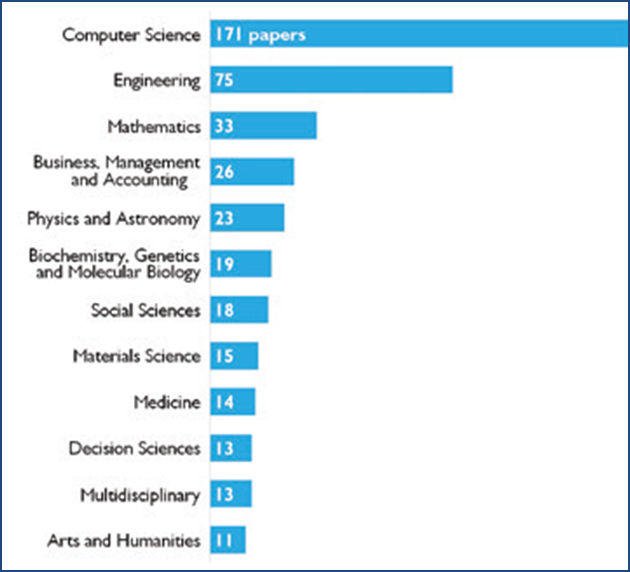 Computer Science 171 papers
Engineering 75
Mathematics 33
Business, Management
and Accounting 26
Physics and Astronomy 23
Biochemistry, Genetics
and Molecular Biology 19
Social Sciences 18
Materials Science 15
Medicine 14
Decision Sciences 13
Multidisciplinary 13
Arts and Humanities 11